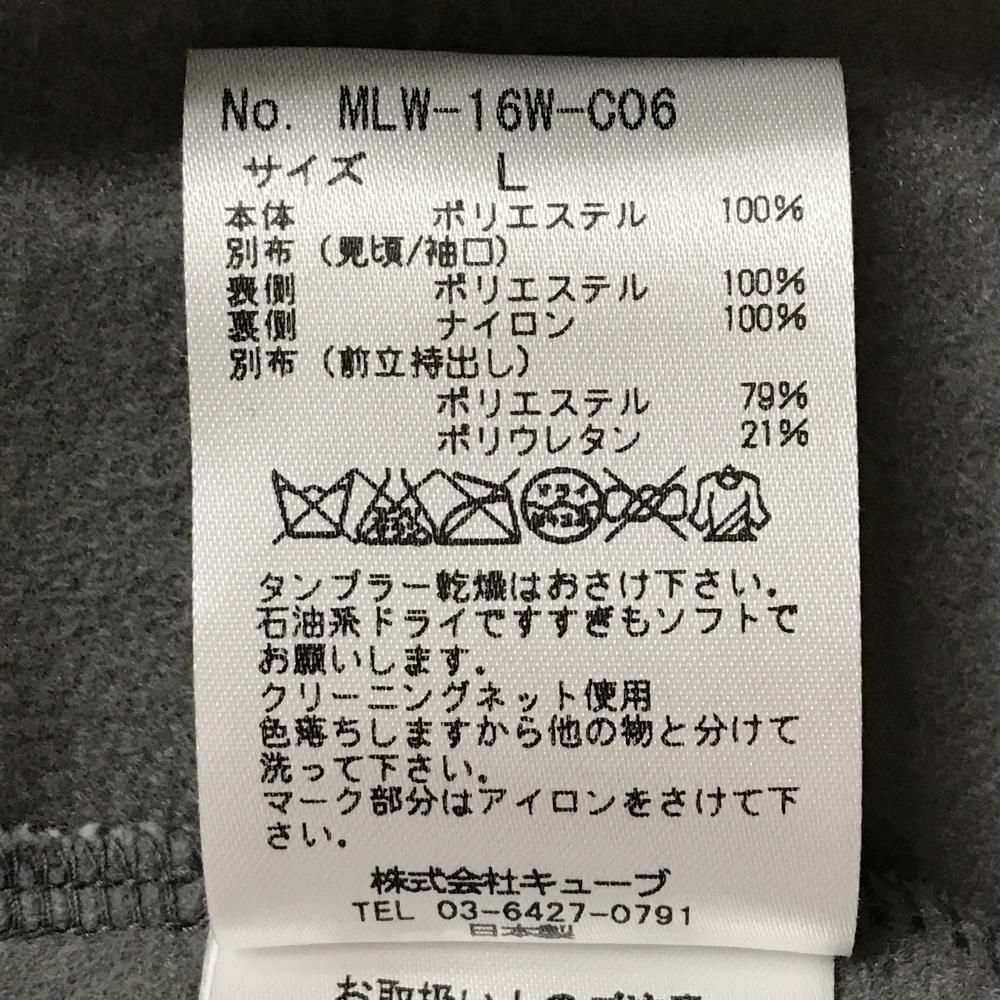 No. MLW-16W-C06
サイズ L
本体 ポリエステル 100%
別布(見頃/袖口)
表側 ポリエステル 100%
裏側 ナイロン 100%
別布(前立持出し)
ポリエステル 79%
ポリウレタン 21%
ドライ
タンブラー乾燥はおさけ下さい。
石油系ドライですすぎもソフトで
お願いします。
クリーニングネット使用
色落ちしますから他の物と分けて
洗って下さい。
マーク部分はアイロンをさけて下
さい。
株式会社キューブ
TEL 03-6427-0791
日本製